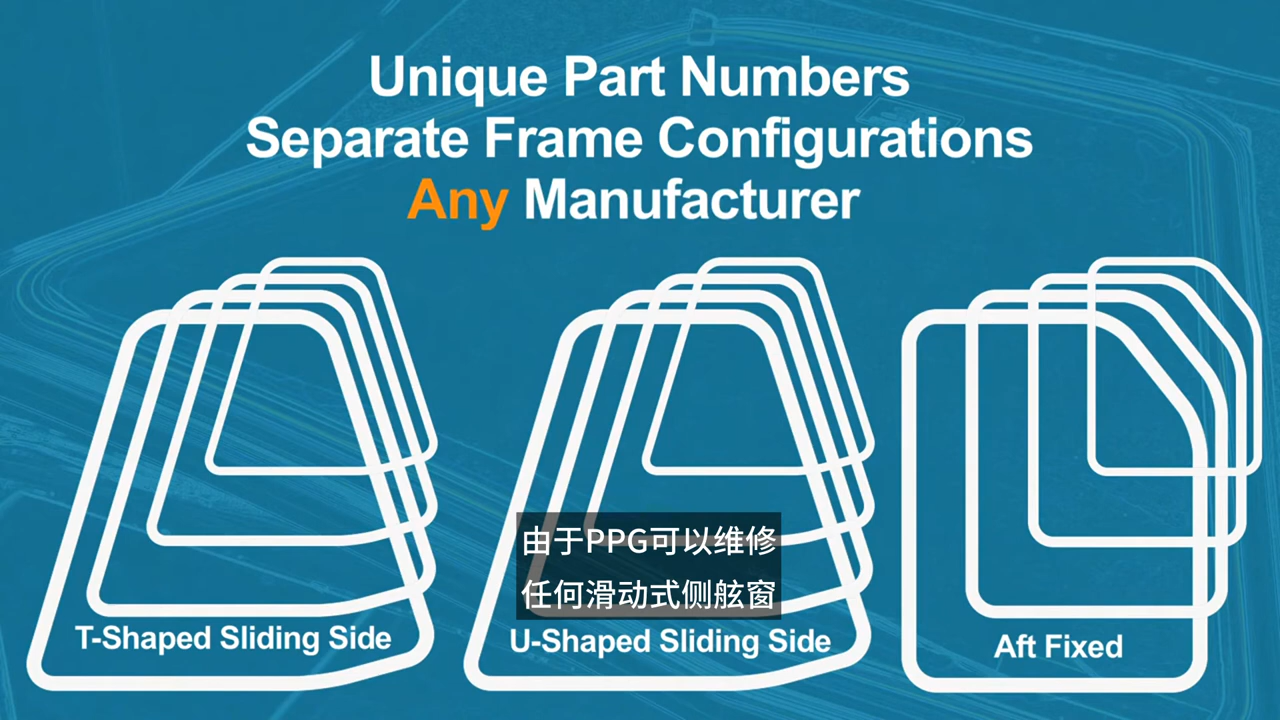 Unique Part Numbers
Separate Frame Configurations
Any Manufacturer
由于PPG可以维修
任何滑动式侧舷窗
T-Shaped Sliding Side
U-Shaped Sliding Side
Aft Fixed